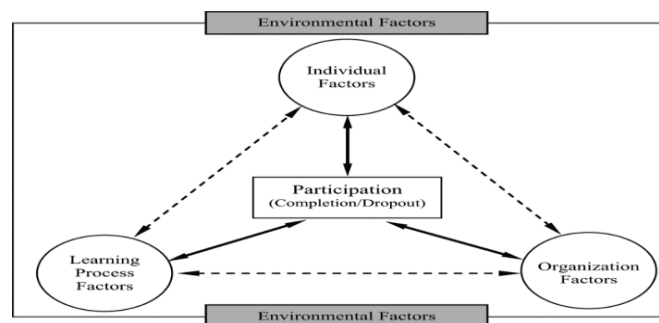 Environmental Factors
Individual
Factors
Participation
(Completion/Dropout)
Learning
Process
Factors
Organization
Factors
Environmental Factors